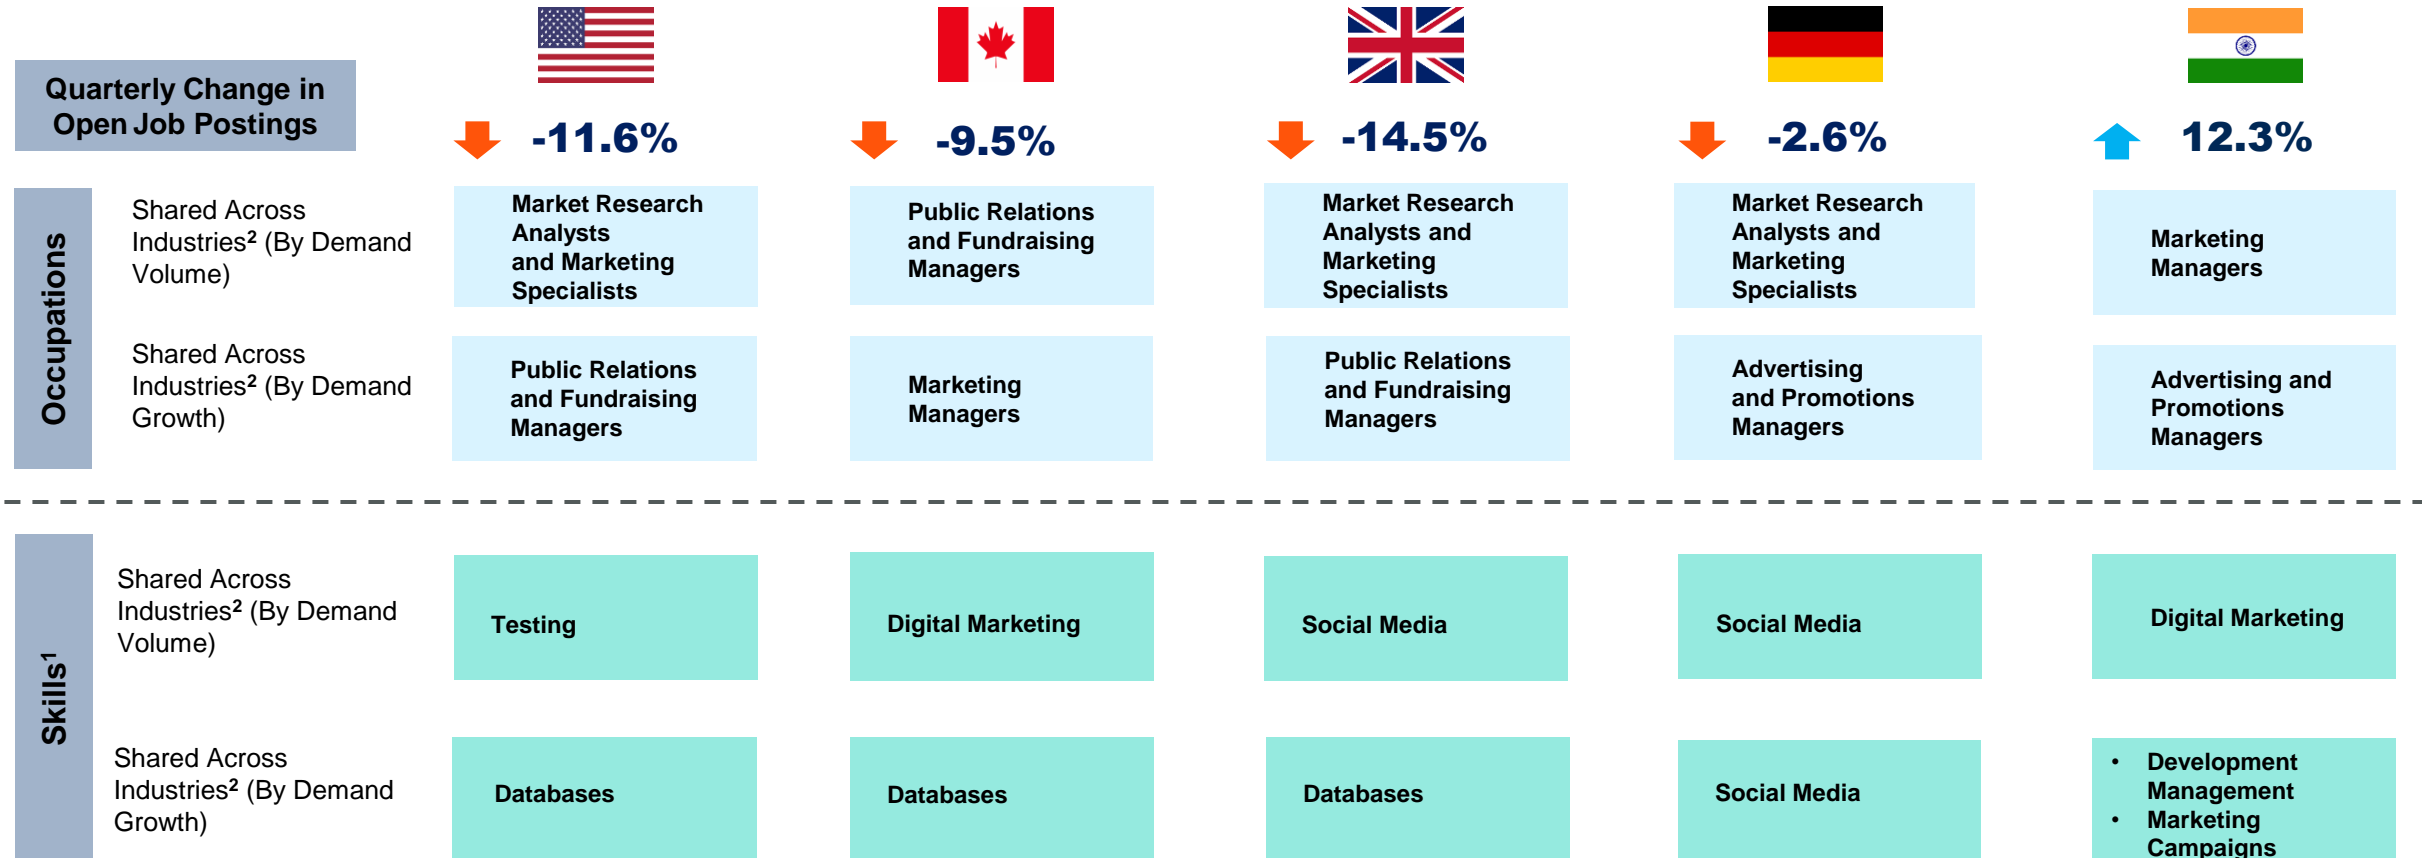 Quarterly Change in
Open Job Postings
-11.6%
-9.5%
-14.5%
-2.6%
12.3%
Occupations
Shared Across
Industries² (By Demand
Volume)
Market Research
Analysts
and Marketing
Specialists
Public Relations
and Fundraising
Managers
Market Research
Analysts and
Marketing
Specialists
Market Research
Analysts and
Marketing
Specialists
Marketing
Managers
Shared Across
Industries² (By Demand
Growth)
Public Relations
and Fundraising
Managers
Marketing
Managers
Public Relations
and Fundraising
Managers
Advertising
and Promotions
Managers
Advertising and
Promotions
Managers
Skills¹
Shared Across
Industries² (By Demand
Volume)
Testing
Digital Marketing
Social Media
Social Media
Digital Marketing
Shared Across
Industries² (By Demand
Growth)
Databases
Databases
Databases
Social Media
• Development
Management
• Marketing
Campaigns